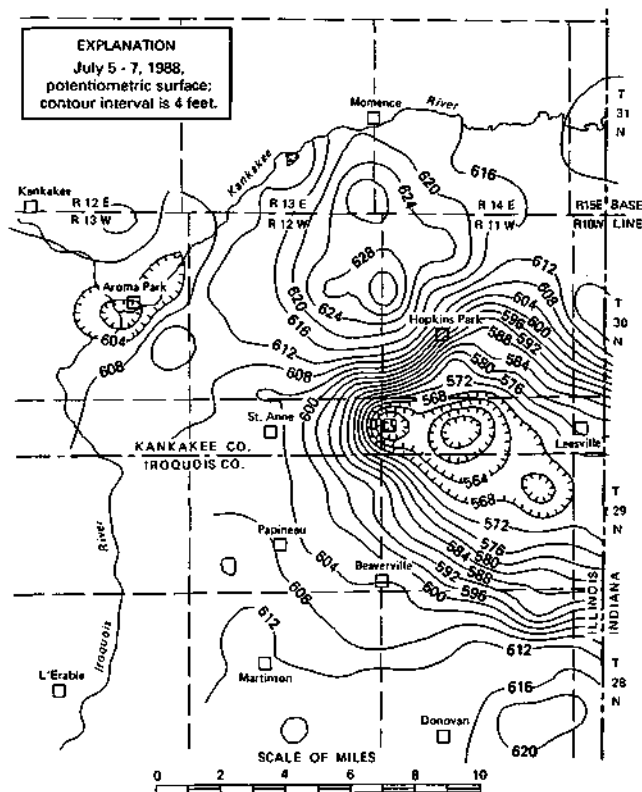 EXPLANATION
July 5 - 7, 1988,
potentiometric surface;
contour interval is 4 feet.
T
31
N
Momence
River
Kankakee
616
620
624
Kankakee
R 12 E
R 13 W
R 13 E
R 12 W
R 14 E
R 11 W
R15E
R10W
BASE
LINE
628
612
604
608
596
600
588
592
Aroma Park
620
624
616
Hopkins Park
T
30
N
604
608
612
608
580
584
576
572
568
600
St. Anne
Leesville
KANKAKEE CO.
IROQUOIS CO.
564
568
T
29
N
River
Papineau
572
576
580
584
588
604
Beaverville
592
596
600
608
ILLINOIS
INDIANA
612
Iroquois
612
L'Erable
Martinton
616
T
28
N
Donovan
620
SCALE OF MILES
0 2 4 6 8 10